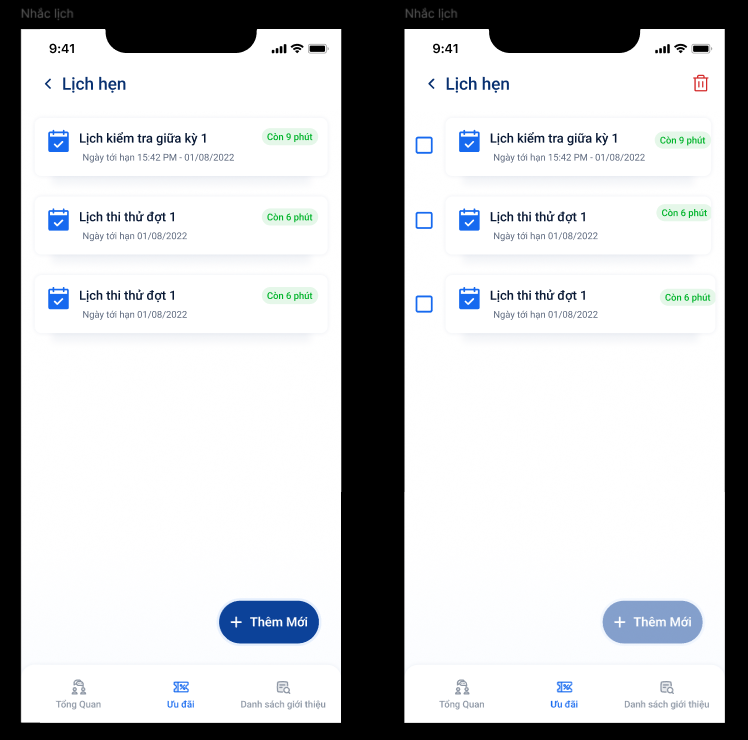 Nhắc lịch
9:41
Lịch hẹn
Lịch kiểm tra giữa kỳ 1
Còn 9 phút
Ngày tới hạn 15:42 PM - 01/08/2022
Lịch thi thử đợt 1
Còn 6 phút
Ngày tới hạn 01/08/2022
Lịch thi thử đợt 1
Còn 6 phút
Ngày tới hạn 01/08/2022
+ Thêm Mới
Tổng Quan
Ưu đãi
Danh sách giới thiệu
Nhắc lịch
9:41
Lịch hẹn
Lịch kiểm tra giữa kỳ 1
Còn 9 phút
Ngày tới hạn 15:42 PM - 01/08/2022
Lịch thi thử đợt 1
Còn 6 phút
Ngày tới hạn 01/08/2022
Lịch thi thử đợt 1
Còn 6 phút
Ngày tới hạn 01/08/2022
+ Thêm Mới
Tổng Quan
Ưu đãi
Danh sách giới thiệu